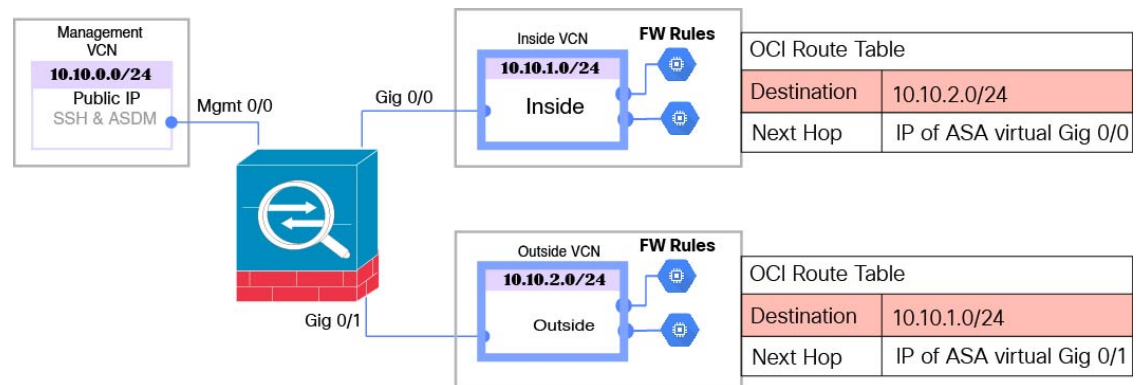 Management
VCN
10.10.0.0/24
Public IP
SSH & ASDM
Mgmt 0/0
Gig 0/0
Inside VCN
10.10.1.0/24
Inside
FW Rules
OCI Route Table
Destination 10.10.2.0/24
Next Hop IP of ASA virtual Gig 0/0
Gig 0/1
Outside VCN
10.10.2.0/24
Outside
FW Rules
OCI Route Table
Destination 10.10.1.0/24
Next Hop IP of ASA virtual Gig 0/1